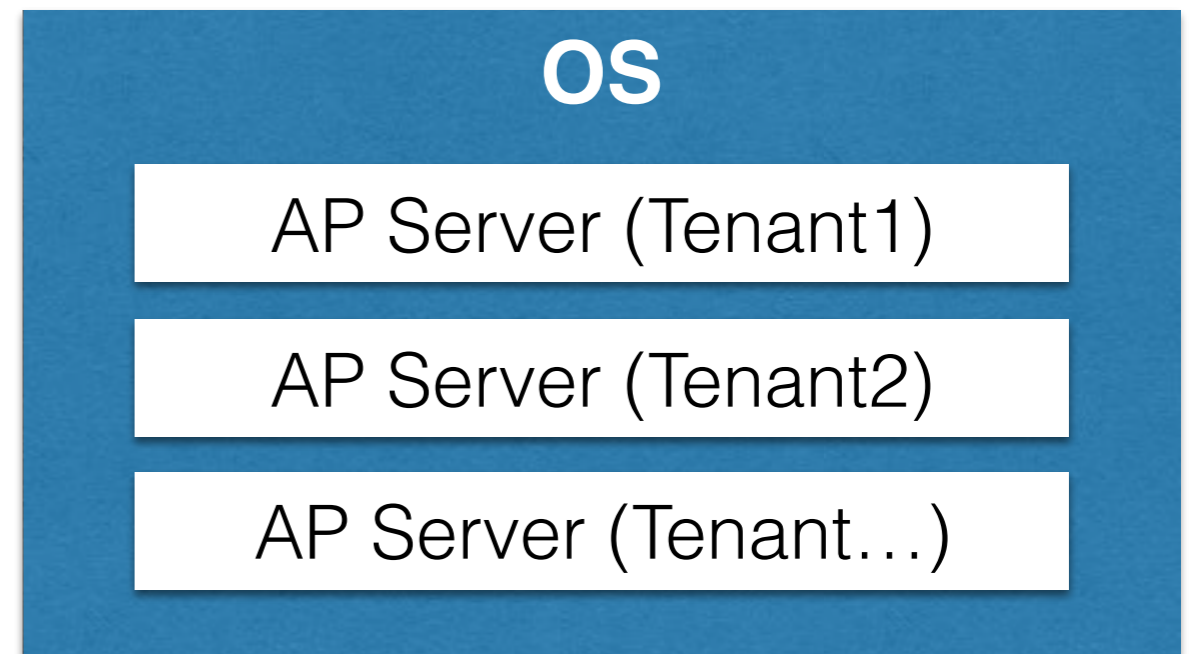 OS
AP Server (Tenant1)
AP Server (Tenant2)
AP Server (Tenant…)